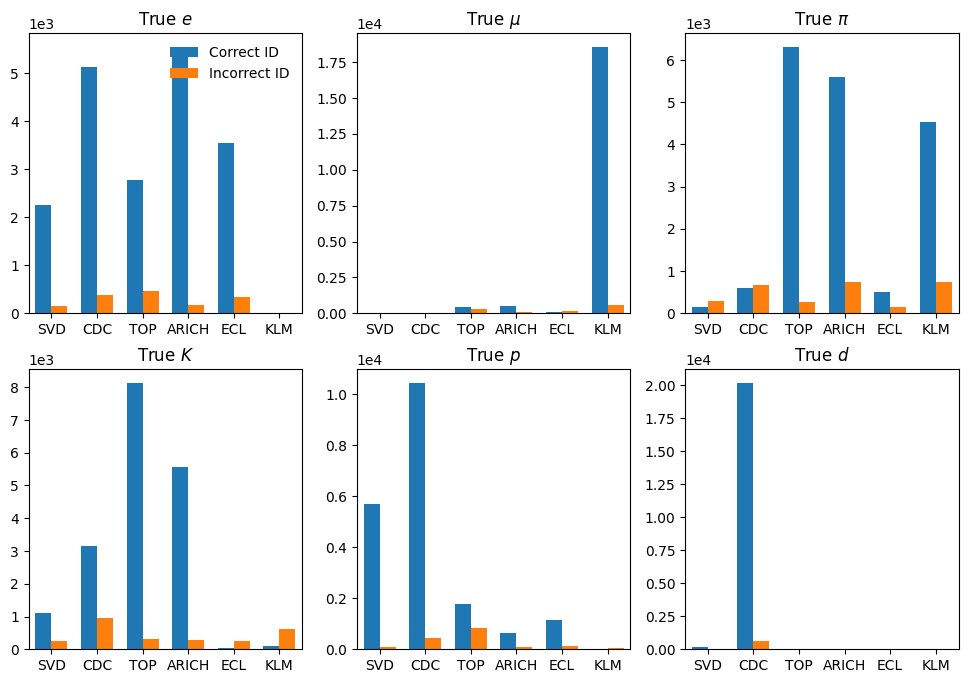 True e
1e3
Correct ID
Incorrect ID
5
4
3
2
1
0
SVD CDC TOP ARICH ECL KLM
True μ
1e4
1.75
1.50
1.25
1.00
0.75
0.50
0.25
0.00
SVD CDC TOP ARICH ECL KLM
True π
1e3
6
5
4
3
2
1
0
SVD CDC TOP ARICH ECL KLM
True K
1e3
8
7
6
5
4
3
2
1
0
SVD CDC TOP ARICH ECL KLM
True p
1e4
1.0
0.8
0.6
0.4
0.2
0.0
SVD CDC TOP ARICH ECL KLM
True d
1e4
2.00
1.75
1.50
1.25
1.00
0.75
0.50
0.25
0.00
SVD CDC TOP ARICH ECL KLM